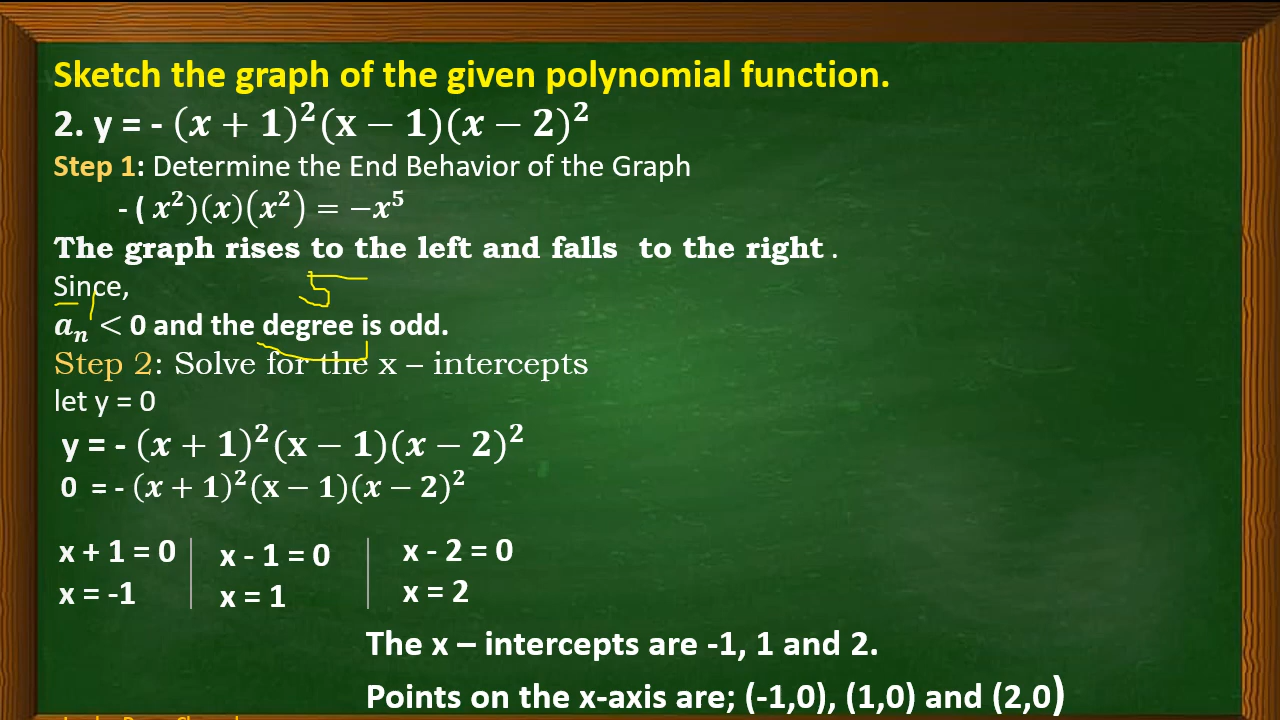 Sketch the graph of the given polynomial function.
2. y = - (x + 1)²(x − 1)(x − 2)²
Step 1: Determine the End Behavior of the Graph
- ( x²)(x)(x²) = −x⁵
The graph rises to the left and falls to the right .
5
Since,
aₙ < 0 and the degree is odd.
Step 2: Solve for the x – intercepts
let y = 0
y = - (x + 1)²(x − 1)(x − 2)²
0 = - (x + 1)²(x − 1)(x − 2)²
x + 1 = 0 x - 1 = 0 x - 2 = 0
x = -1 x = 1 x = 2
The x – intercepts are -1, 1 and 2.
Points on the x-axis are; (-1,0), (1,0) and (2,0)